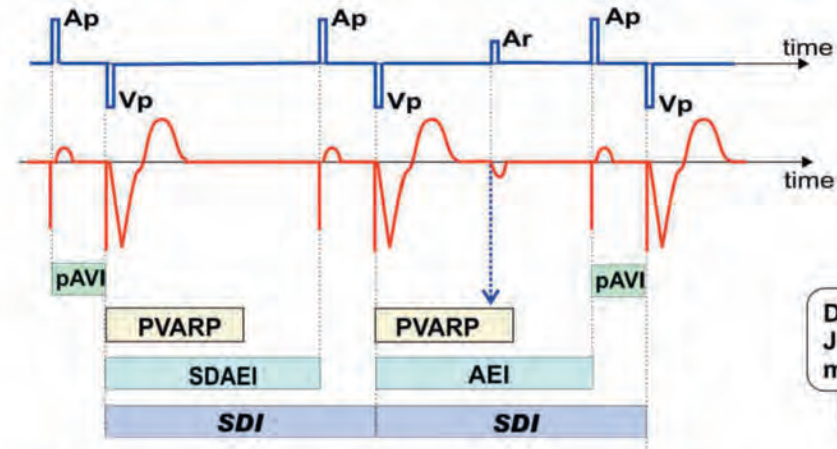 Ap Ap Ar Ap
time
Vp Vp Vp
time
pAVI pAVI
PVARP PVARP
D
J
m
SDAEI AEI
SDI SDI